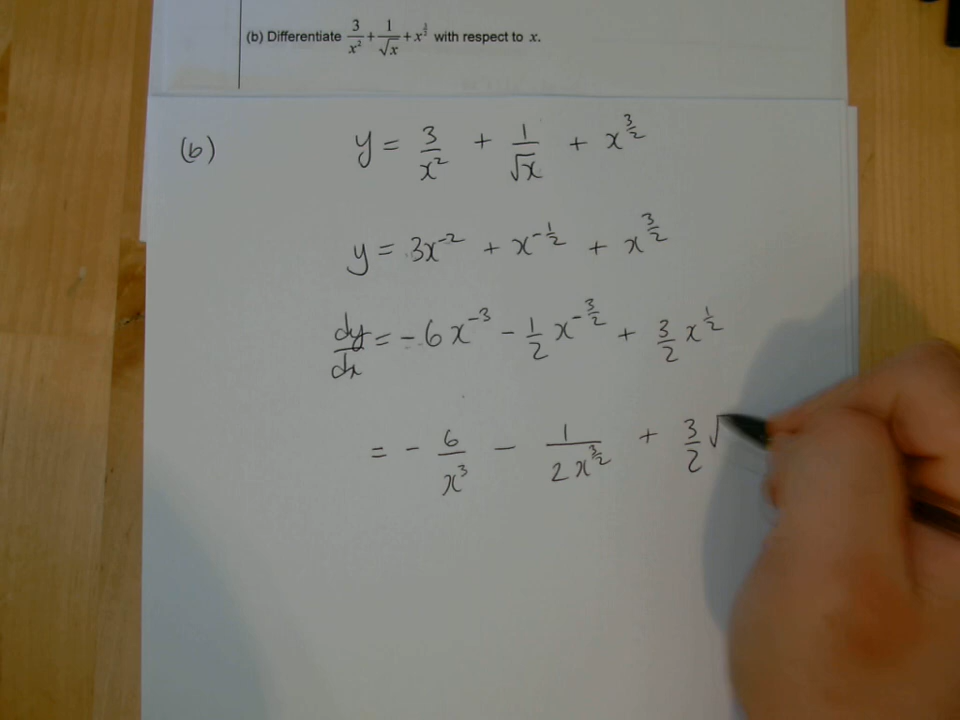 (b) Differentiate 3/x² + 1/√x + x^(3/2) with respect to x.
(b) y = 3/x² + 1/√x + x^(3/2)
y = 3x^(-2) + x^(-1/2) + x^(3/2)
dy/dx = -6x^(-3) - 1/2 x^(-3/2) + 3/2 x^(1/2)
= - 6/x³ - 1/(2x^(3/2)) + 3/2 √